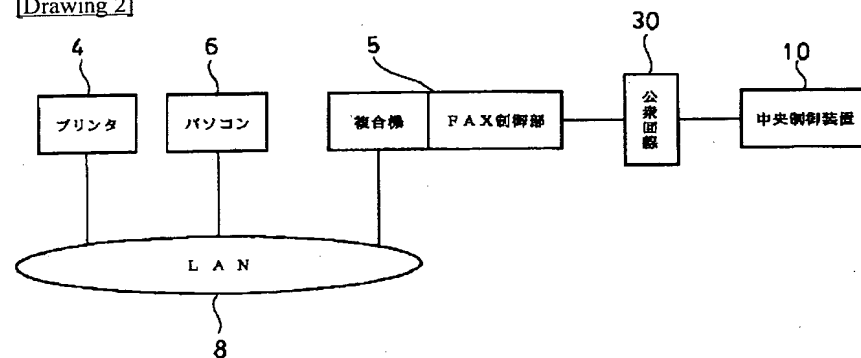 [Drawing 2]
4
6
5
30
10
プリンタ
パソコン
複合機
FAX制御部
公衆回線
中央制御装置
LAN
8